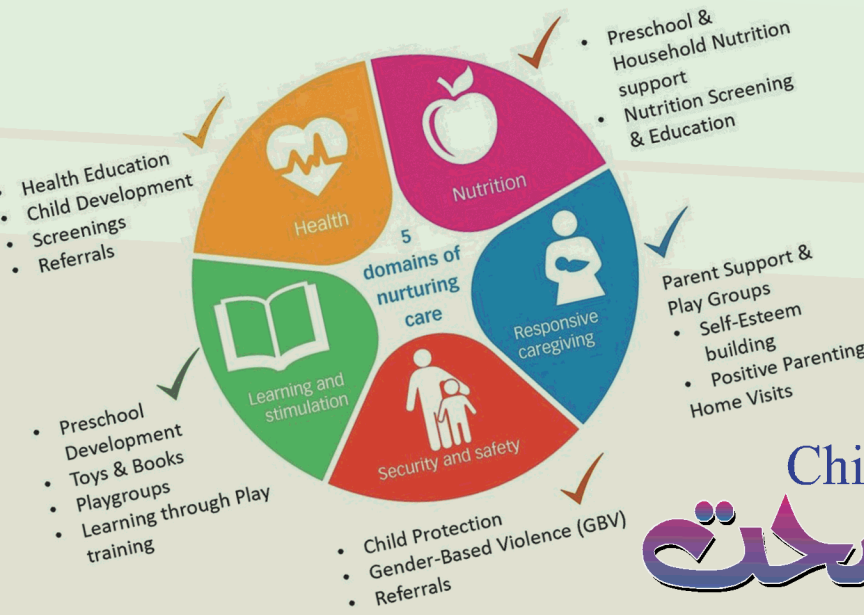 • Preschool &
Household Nutrition
support
• Nutrition Screening
& Education
• Health Education
• Child Development
• Screenings
• Referrals
Health
Nutrition
5
domains of
nurturing
care
Responsive
caregiving
Learning and
stimulation
Security and safety
Parent Support &
Play Groups
• Self-Esteem
building
• Positive Parenting
Home Visits
• Preschool
Development
• Toys & Books
• Playgroups
• Learning through Play
training
• Child Protection
• Gender-Based Violence (GBV)
• Referrals